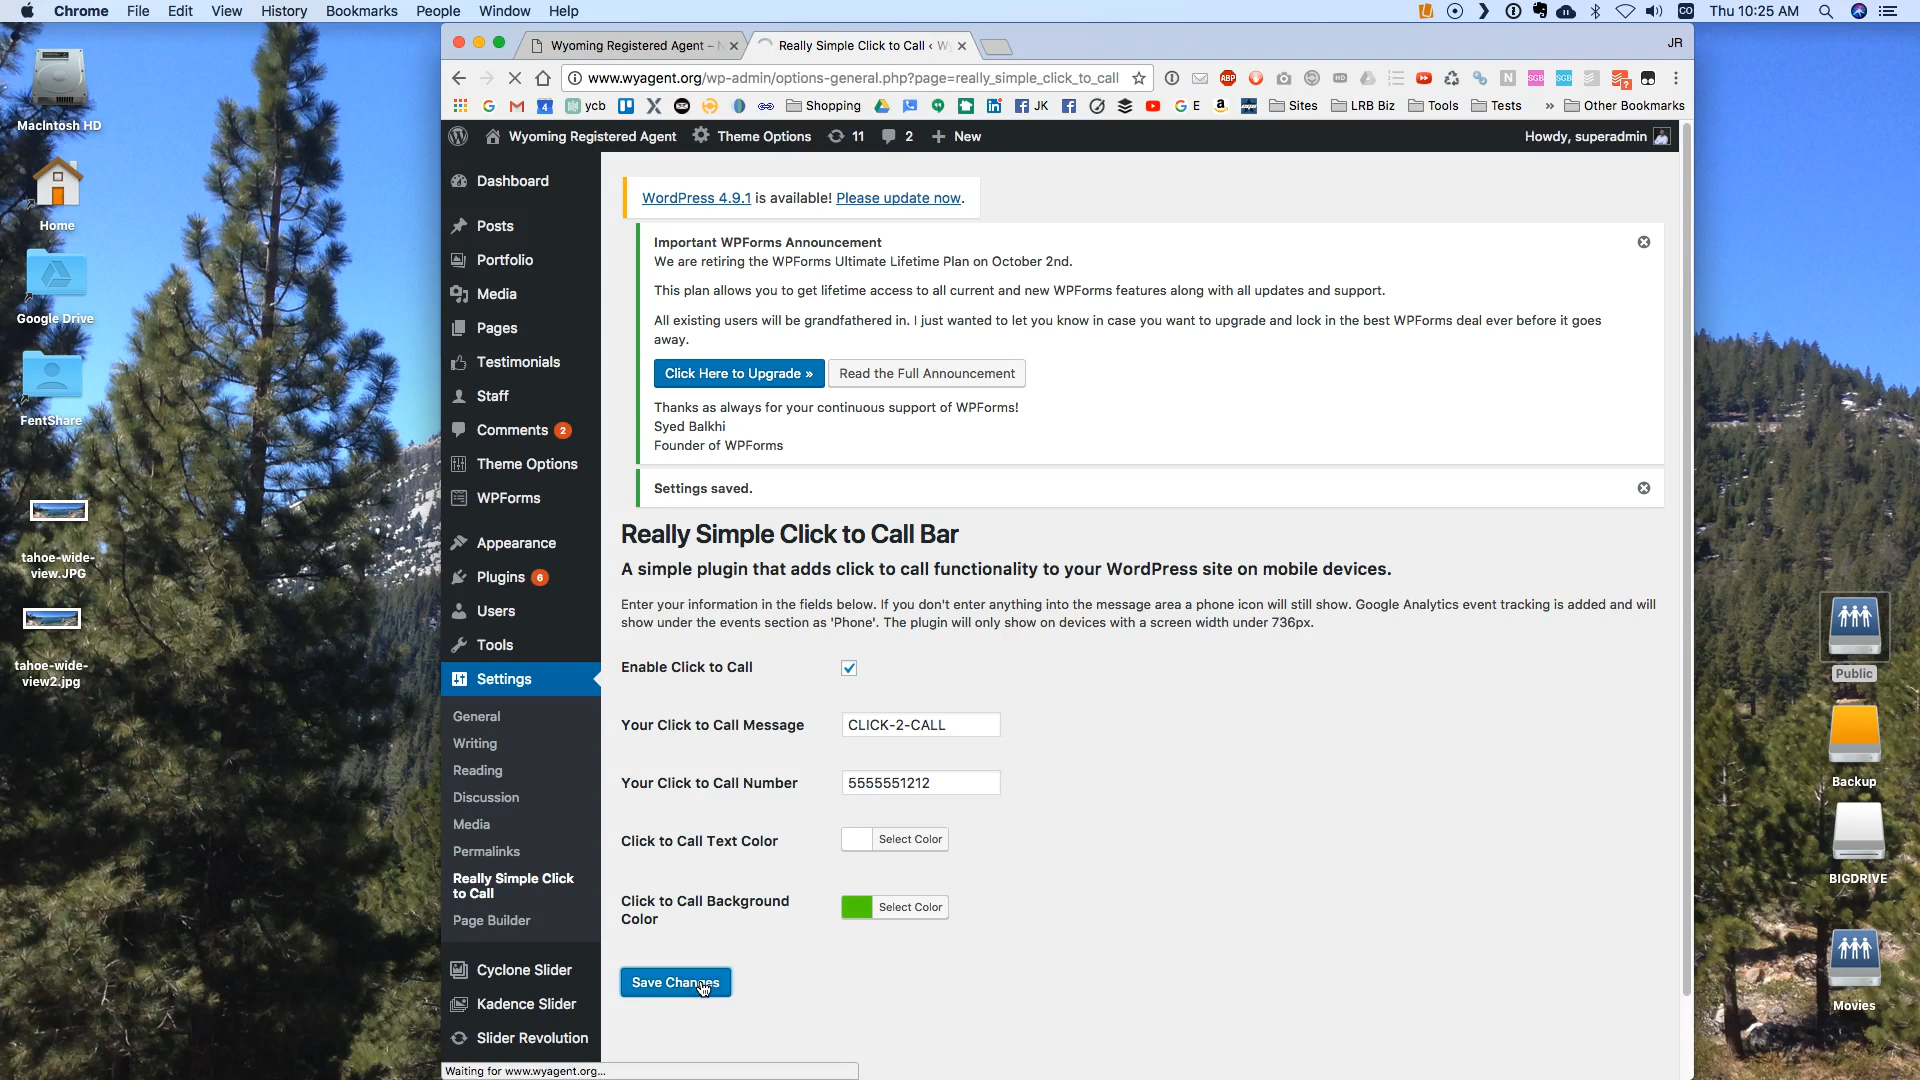 Chrome File Edit View History Bookmarks People Window Help
Thu 10:25 AM
Wyoming Registered Agent –
Really Simple Click to Call ‹ W
JR
www.wyagent.org/wp-admin/options-general.php?page=really_simple_click_to_call
ycb
Shopping
JK
G E
Sites
LRB Biz
Tools
Tests
»
Other Bookmarks
Wyoming Registered Agent
Theme Options
11
2
New
Howdy, superadmin
Macintosh HD
Home
Google Drive
FentShare
tahoe-wide-
view.JPG
tahoe-wide-
view2.jpg
Dashboard
Posts
Portfolio
Media
Pages
Testimonials
Staff
Comments 2
Theme Options
WPForms
Appearance
Plugins 6
Users
Tools
Settings
General
Writing
Reading
Discussion
Media
Permalinks
Really Simple Click
to Call
Page Builder
Cyclone Slider
Kadence Slider
Slider Revolution
WordPress 4.9.1 is available! Please update now.
Important WPForms Announcement
We are retiring the WPForms Ultimate Lifetime Plan on October 2nd.
This plan allows you to get lifetime access to all current and new WPForms features along with all updates and support.
All existing users will be grandfathered in. I just wanted to let you know in case you want to upgrade and lock in the best WPForms deal ever before it goes
away.
Click Here to Upgrade »
Read the Full Announcement
Thanks as always for your continuous support of WPForms!
Syed Balkhi
Founder of WPForms
Settings saved.
Really Simple Click to Call Bar
A simple plugin that adds click to call functionality to your WordPress site on mobile devices.
Enter your information in the fields below. If you don't enter anything into the message area a phone icon will still show. Google Analytics event tracking is added and will
show under the events section as 'Phone'. The plugin will only show on devices with a screen width under 736px.
Enable Click to Call
Your Click to Call Message
CLICK-2-CALL
Your Click to Call Number
5555551212
Click to Call Text Color
Select Color
Click to Call Background
Color
Select Color
Save Changes
Waiting for www.wyagent.org...
Public
Backup
BIGDRIVE
Movies